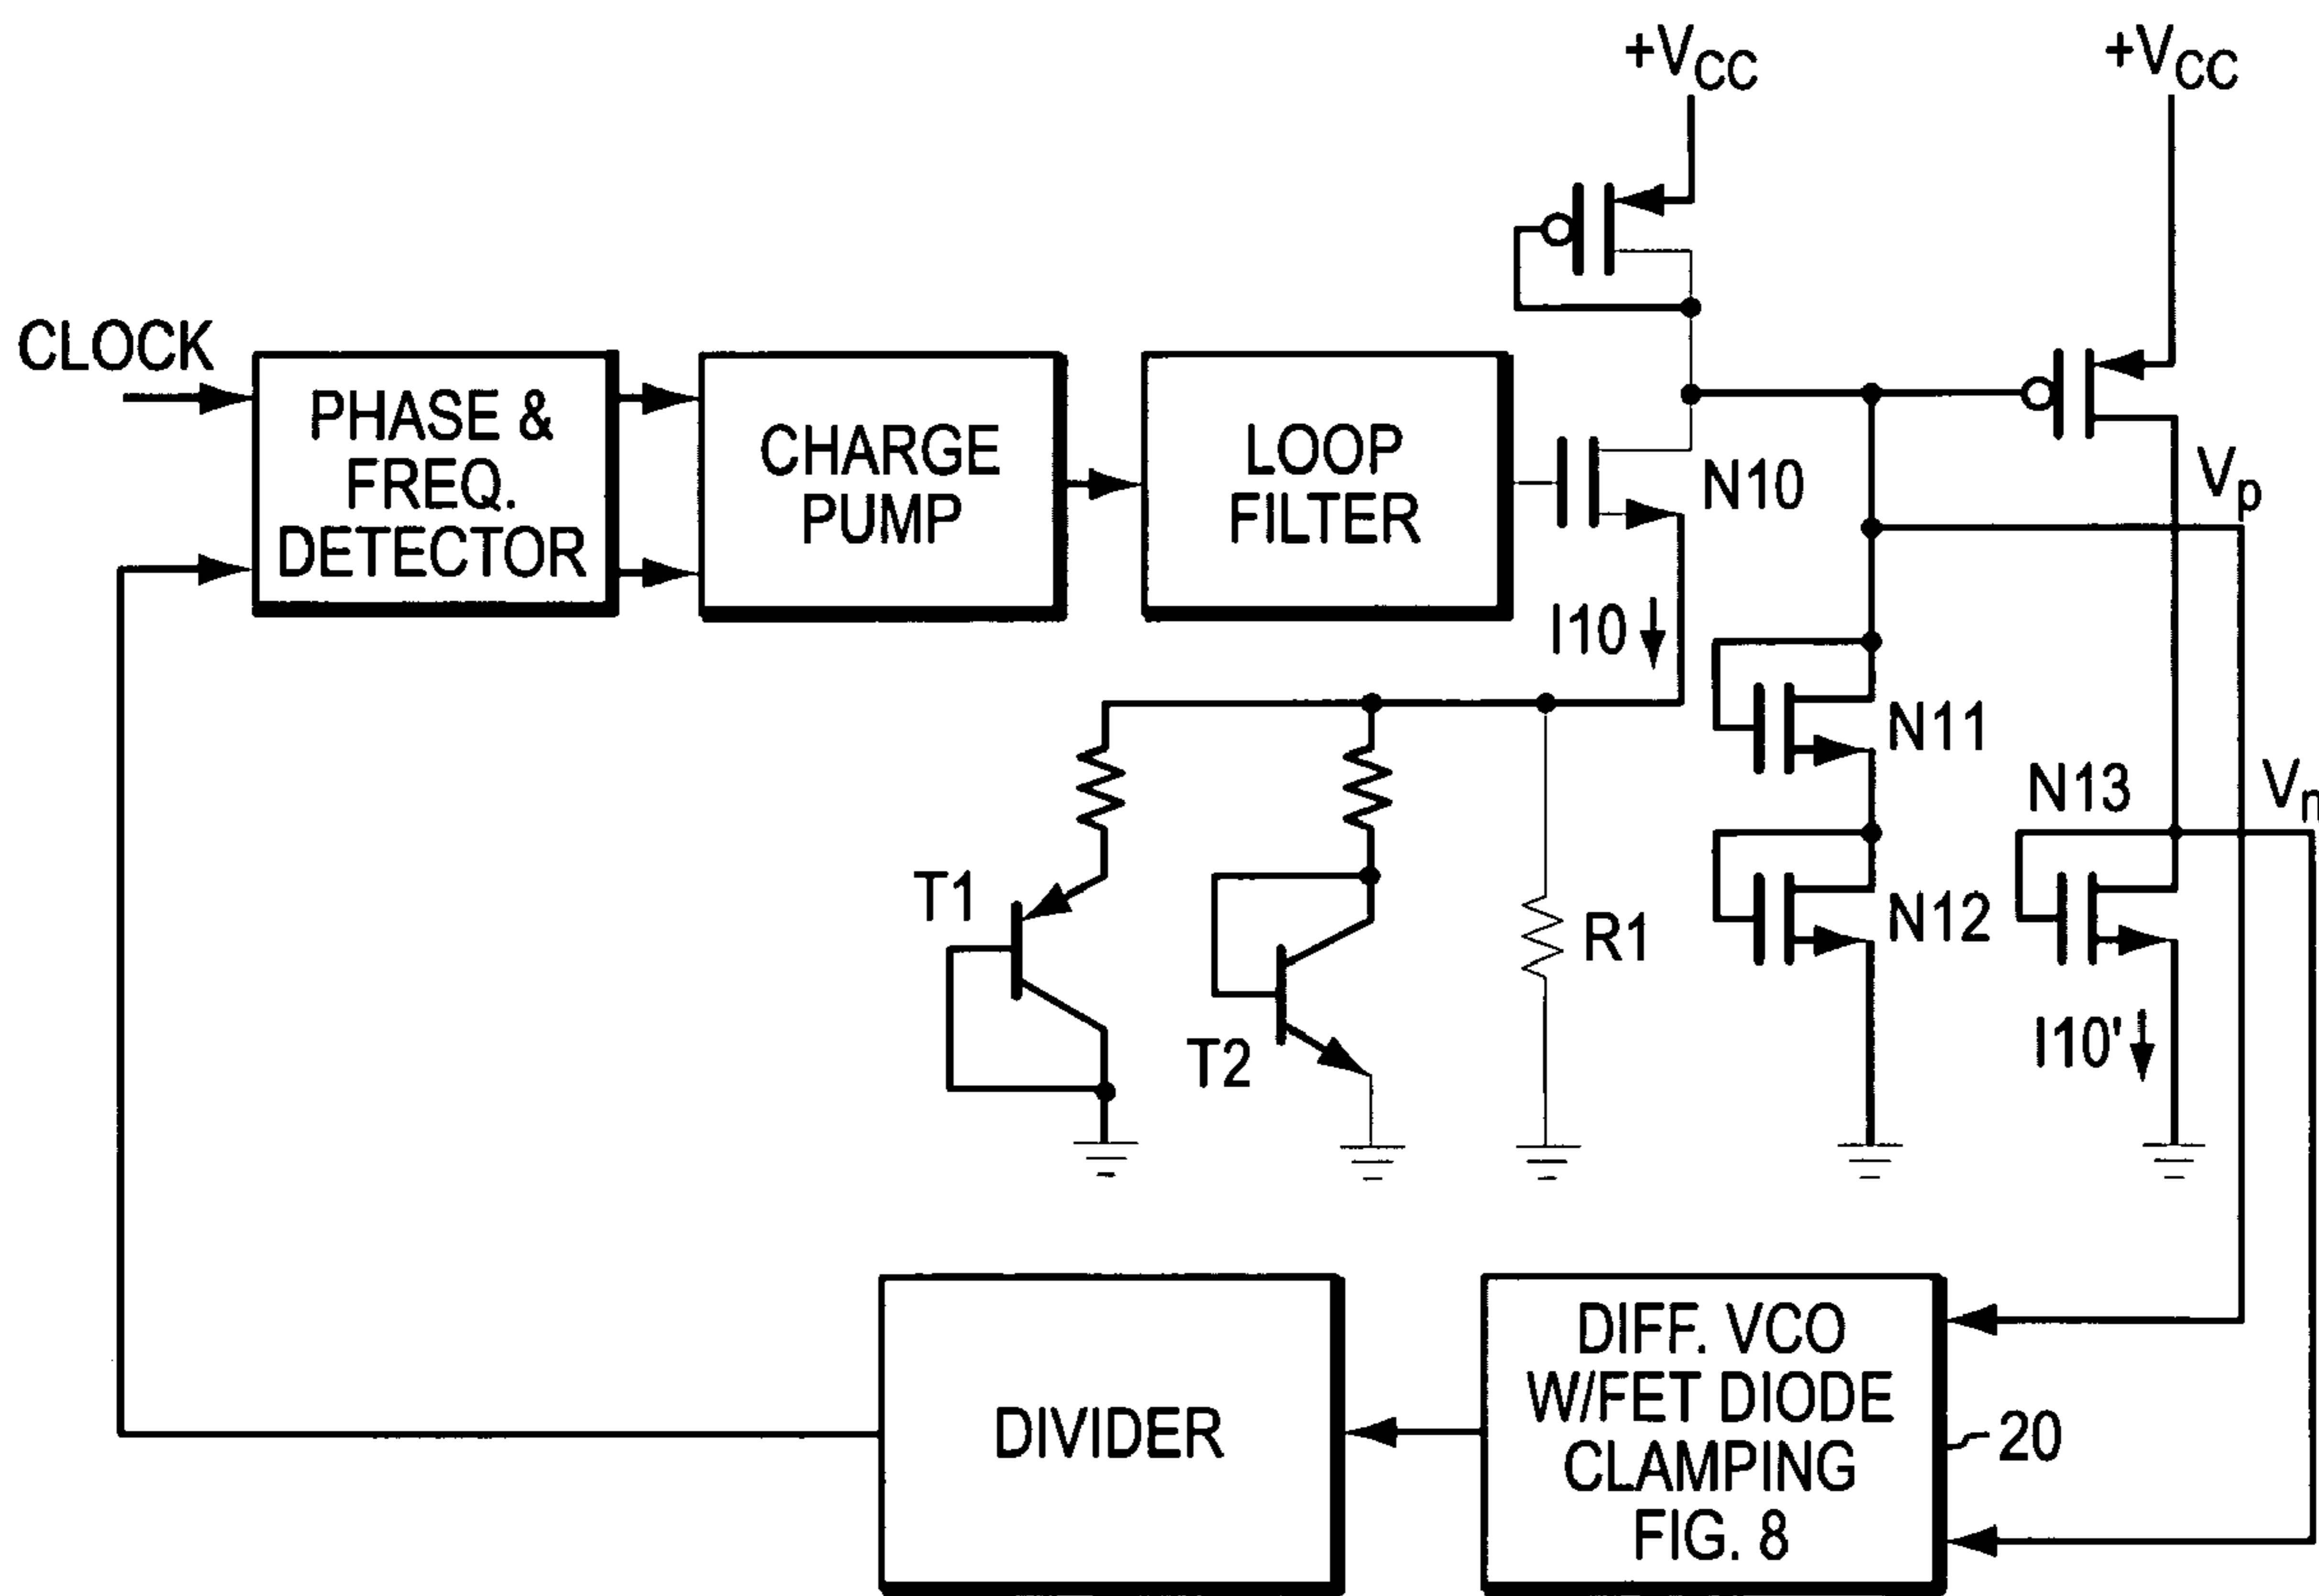 +VCC
+VCC
CLOCK
PHASE &
FREQ.
DETECTOR
CHARGE
PUMP
LOOP
FILTER
N10
Vp
I10
N11
N13
Vn
T1
N12
R1
T2
I10'
DIVIDER
DIFF. VCO
W/FET DIODE
CLAMPING
FIG. 8
20